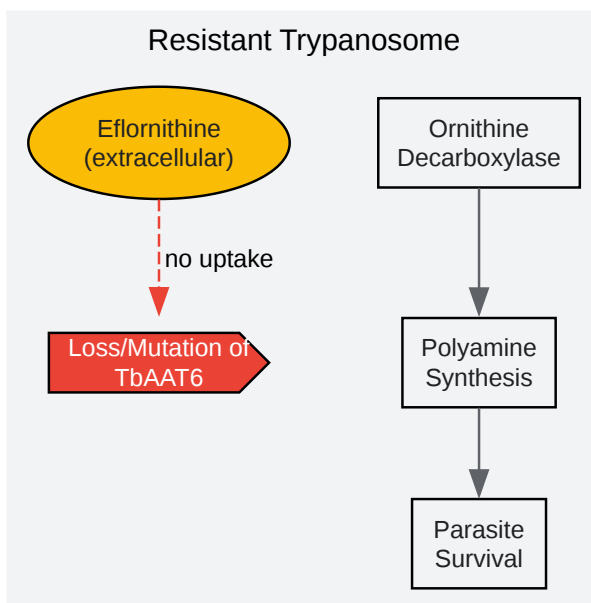 Resistant Trypanosome
Eflornithine
(extracellular)
no uptake
Loss/Mutation of
TbAAT6
Ornithine
Decarboxylase
Polyamine
Synthesis
Parasite
Survival